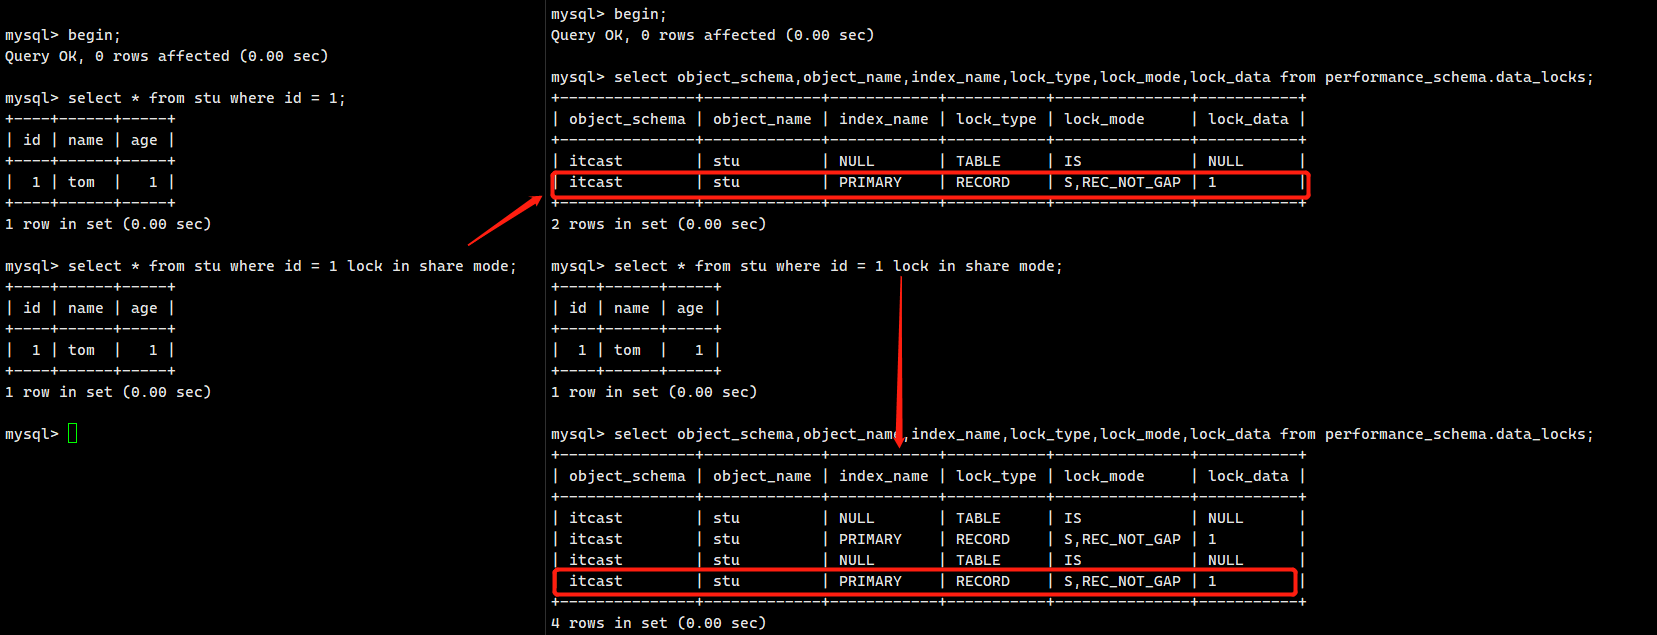 mysql> begin;
Query OK, 0 rows affected (0.00 sec)

mysql> select * from stu where id = 1;
+----+------+-----+
| id | name | age |
+----+------+-----+
|  1 | tom  |   1 |
+----+------+-----+
1 row in set (0.00 sec)

mysql> select * from stu where id = 1 lock in share mode;
+----+------+-----+
| id | name | age |
+----+------+-----+
|  1 | tom  |   1 |
+----+------+-----+
1 row in set (0.00 sec)

mysql>
mysql> begin;
Query OK, 0 rows affected (0.00 sec)

mysql> select object_schema,object_name,index_name,lock_type,lock_mode,lock_data from performance_schema.data_locks;
+---------------+-------------+------------+-----------+---------------+-----------+
| object_schema | object_name | index_name | lock_type | lock_mode     | lock_data |
+---------------+-------------+------------+-----------+---------------+-----------+
| itcast        | stu         | NULL       | TABLE     | IS            | NULL      |
| itcast        | stu         | PRIMARY    | RECORD    | S,REC_NOT_GAP | 1         |
+---------------+-------------+------------+-----------+---------------+-----------+
2 rows in set (0.00 sec)

mysql> select * from stu where id = 1 lock in share mode;
+----+------+-----+
| id | name | age |
+----+------+-----+
|  1 | tom  |   1 |
+----+------+-----+
1 row in set (0.00 sec)

mysql> select object_schema,object_name,index_name,lock_type,lock_mode,lock_data from performance_schema.data_locks;
+---------------+-------------+------------+-----------+---------------+-----------+
| object_schema | object_name | index_name | lock_type | lock_mode     | lock_data |
+---------------+-------------+------------+-----------+---------------+-----------+
| itcast        | stu         | NULL       | TABLE     | IS            | NULL      |
| itcast        | stu         | PRIMARY    | RECORD    | S,REC_NOT_GAP | 1         |
| itcast        | stu         | NULL       | TABLE     | IS            | NULL      |
| itcast        | stu         | PRIMARY    | RECORD    | S,REC_NOT_GAP | 1         |
+---------------+-------------+------------+-----------+---------------+-----------+
4 rows in set (0.00 sec)